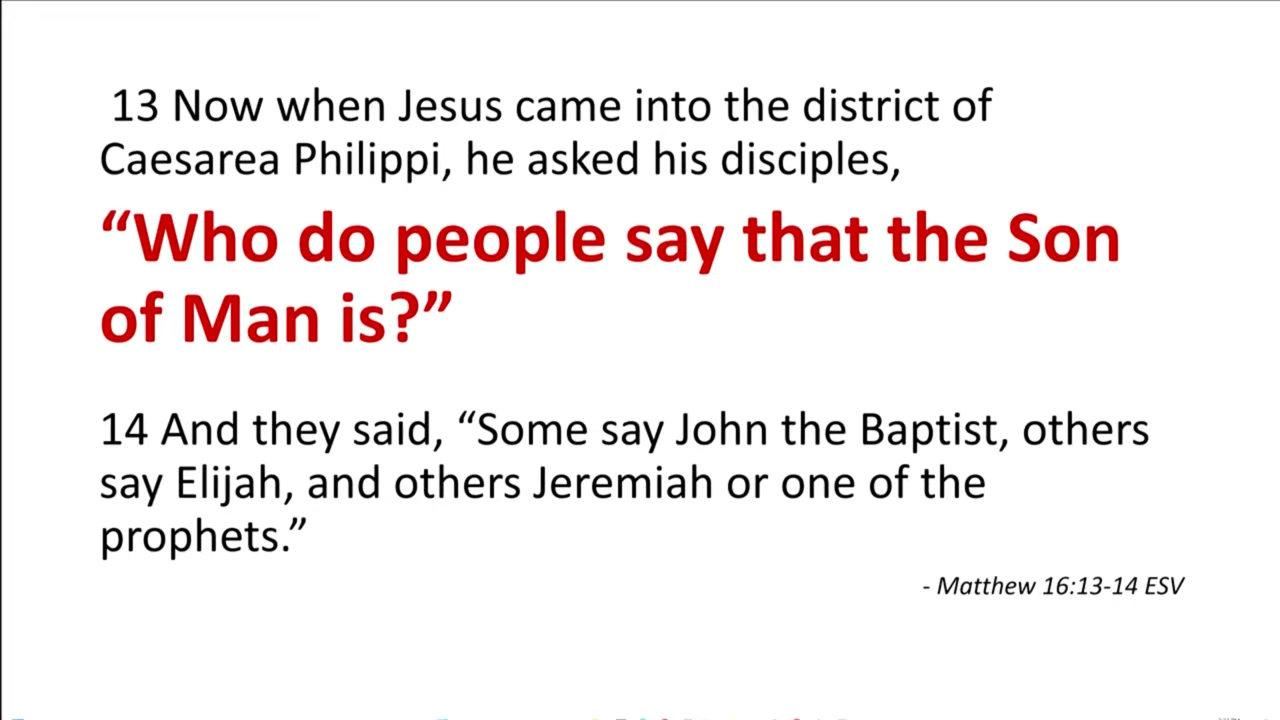 13 Now when Jesus came into the district of
Caesarea Philippi, he asked his disciples,
“Who do people say that the Son
of Man is?”
14 And they said, “Some say John the Baptist, others
say Elijah, and others Jeremiah or one of the
prophets.”
- Matthew 16:13-14 ESV